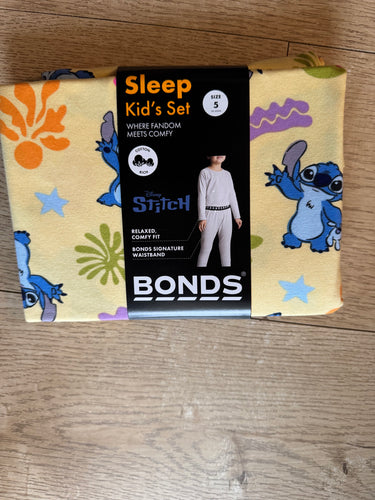 Sleep
Kid's Set
WHERE FANDOM
MEETS COMFY
SIZE
5
COTTON
RICH
Disney
Stitch
RELAXED,
COMFY FIT
BONDS SIGNATURE
WAISTBAND
BONDS